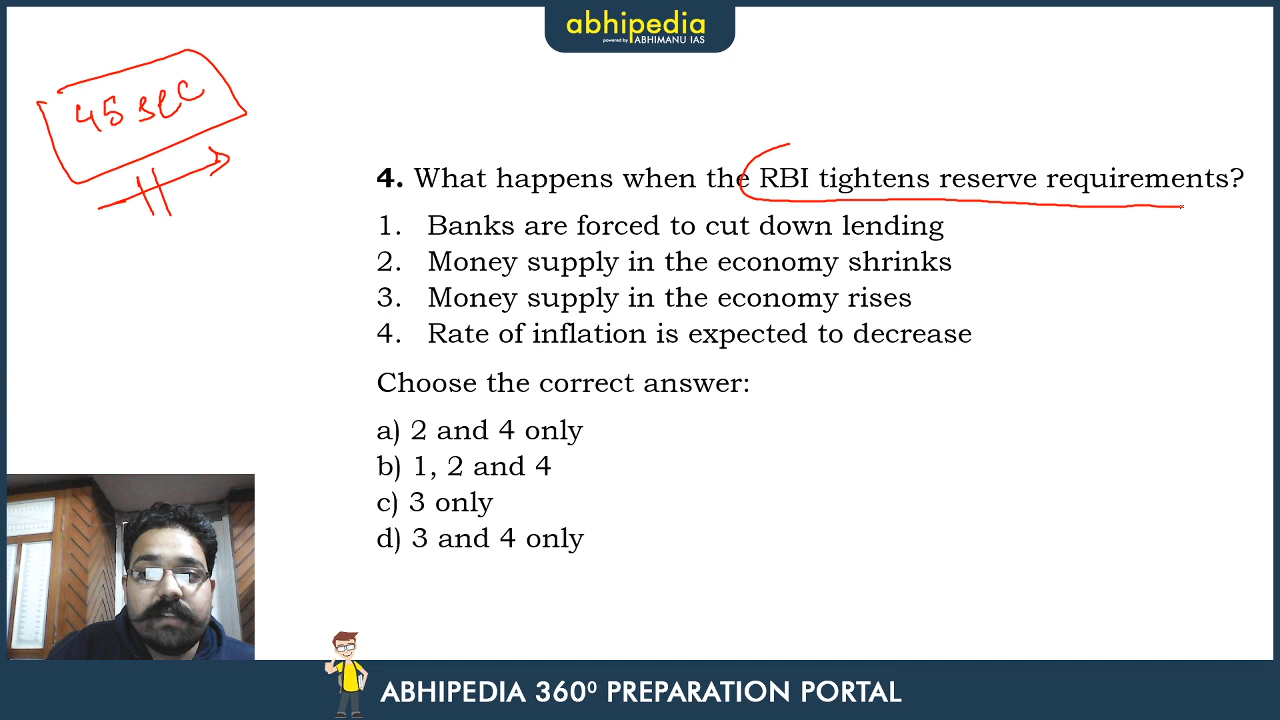 abhipedia
powered by ABHIMANU IAS
45 sec
4. What happens when the RBI tightens reserve requirements?
1. Banks are forced to cut down lending
2. Money supply in the economy shrinks
3. Money supply in the economy rises
4. Rate of inflation is expected to decrease
Choose the correct answer:
a) 2 and 4 only
b) 1, 2 and 4
c) 3 only
d) 3 and 4 only
ABHIPEDIA 360⁰ PREPARATION PORTAL